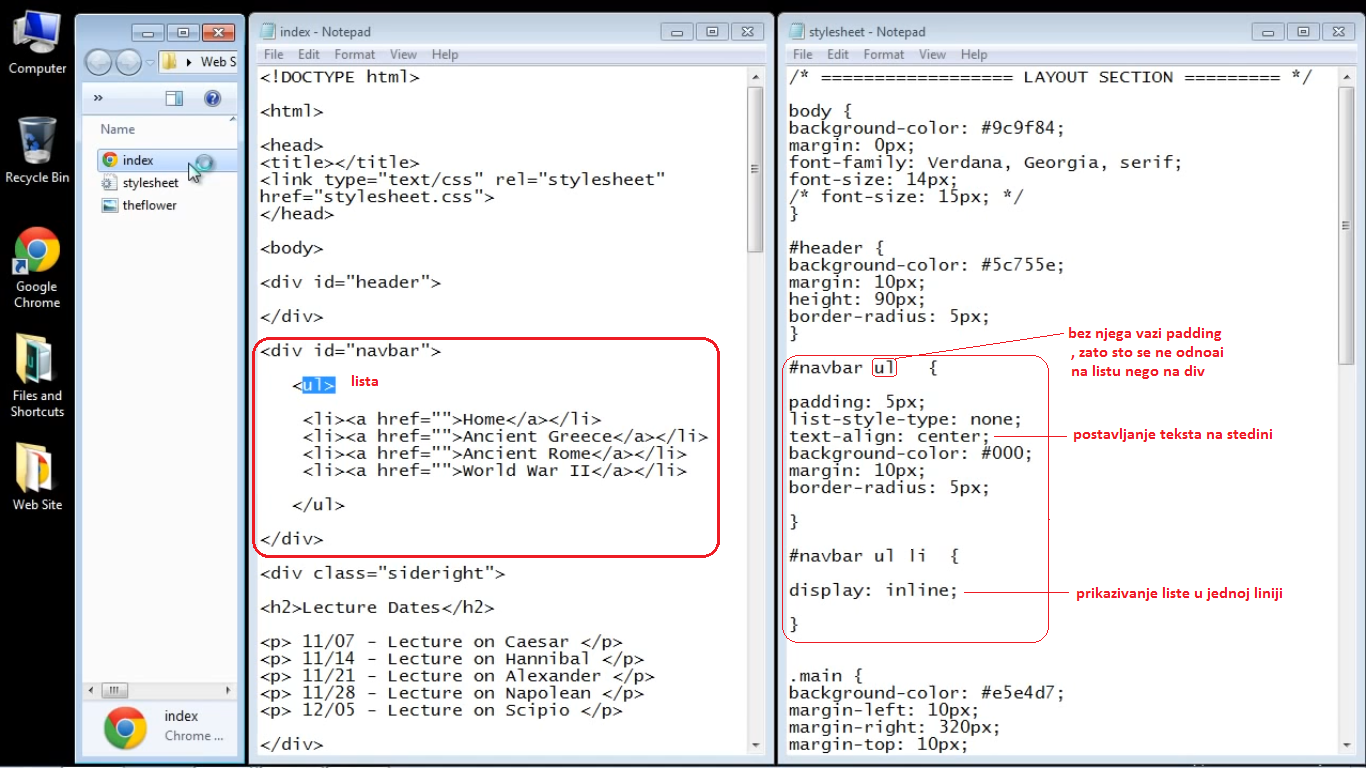 Computer
Recycle Bin
Google
Chrome
Files and
Shortcuts
Web Site
Web S
»
Name
index
stylesheet
theflower
index
Chrome ...
index - Notepad
File Edit Format View Help
<!DOCTYPE html>
<html>
<head>
<title></title>
<link type="text/css" rel="stylesheet"
href="stylesheet.css">
</head>
<body>
<div id="header">
</div>
<div id="navbar">
<ul> lista
<li><a href="">Home</a></li>
<li><a href="">Ancient Greece</a></li>
<li><a href="">Ancient Rome</a></li>
<li><a href="">World War II</a></li>
</ul>
</div>
<div class="sideright">
<h2>Lecture Dates</h2>
<p> 11/07 - Lecture on Caesar </p>
<p> 11/14 - Lecture on Hannibal </p>
<p> 11/21 - Lecture on Alexander </p>
<p> 11/28 - Lecture on Napolean </p>
<p> 12/05 - Lecture on Scipio </p>
</div>
stylesheet - Notepad
File Edit Format View Help
/* ================== LAYOUT SECTION ========= */
body {
background-color: #9c9f84;
margin: 0px;
font-family: Verdana, Georgia, serif;
font-size: 14px;
/* font-size: 15px; */
}
#header {
background-color: #5c755e;
margin: 10px;
height: 90px;
border-radius: 5px;
}
bez njega vazi padding
, zato sto se ne odnoai
na listu nego na div
#navbar ul {
padding: 5px;
list-style-type: none;
text-align: center; postavljanje teksta na stedini
background-color: #000;
margin: 10px;
border-radius: 5px;
}
#navbar ul li {
display: inline; prikazivanje liste u jednoj liniji
}
.main {
background-color: #e5e4d7;
margin-left: 10px;
margin-right: 320px;
margin-top: 10px;